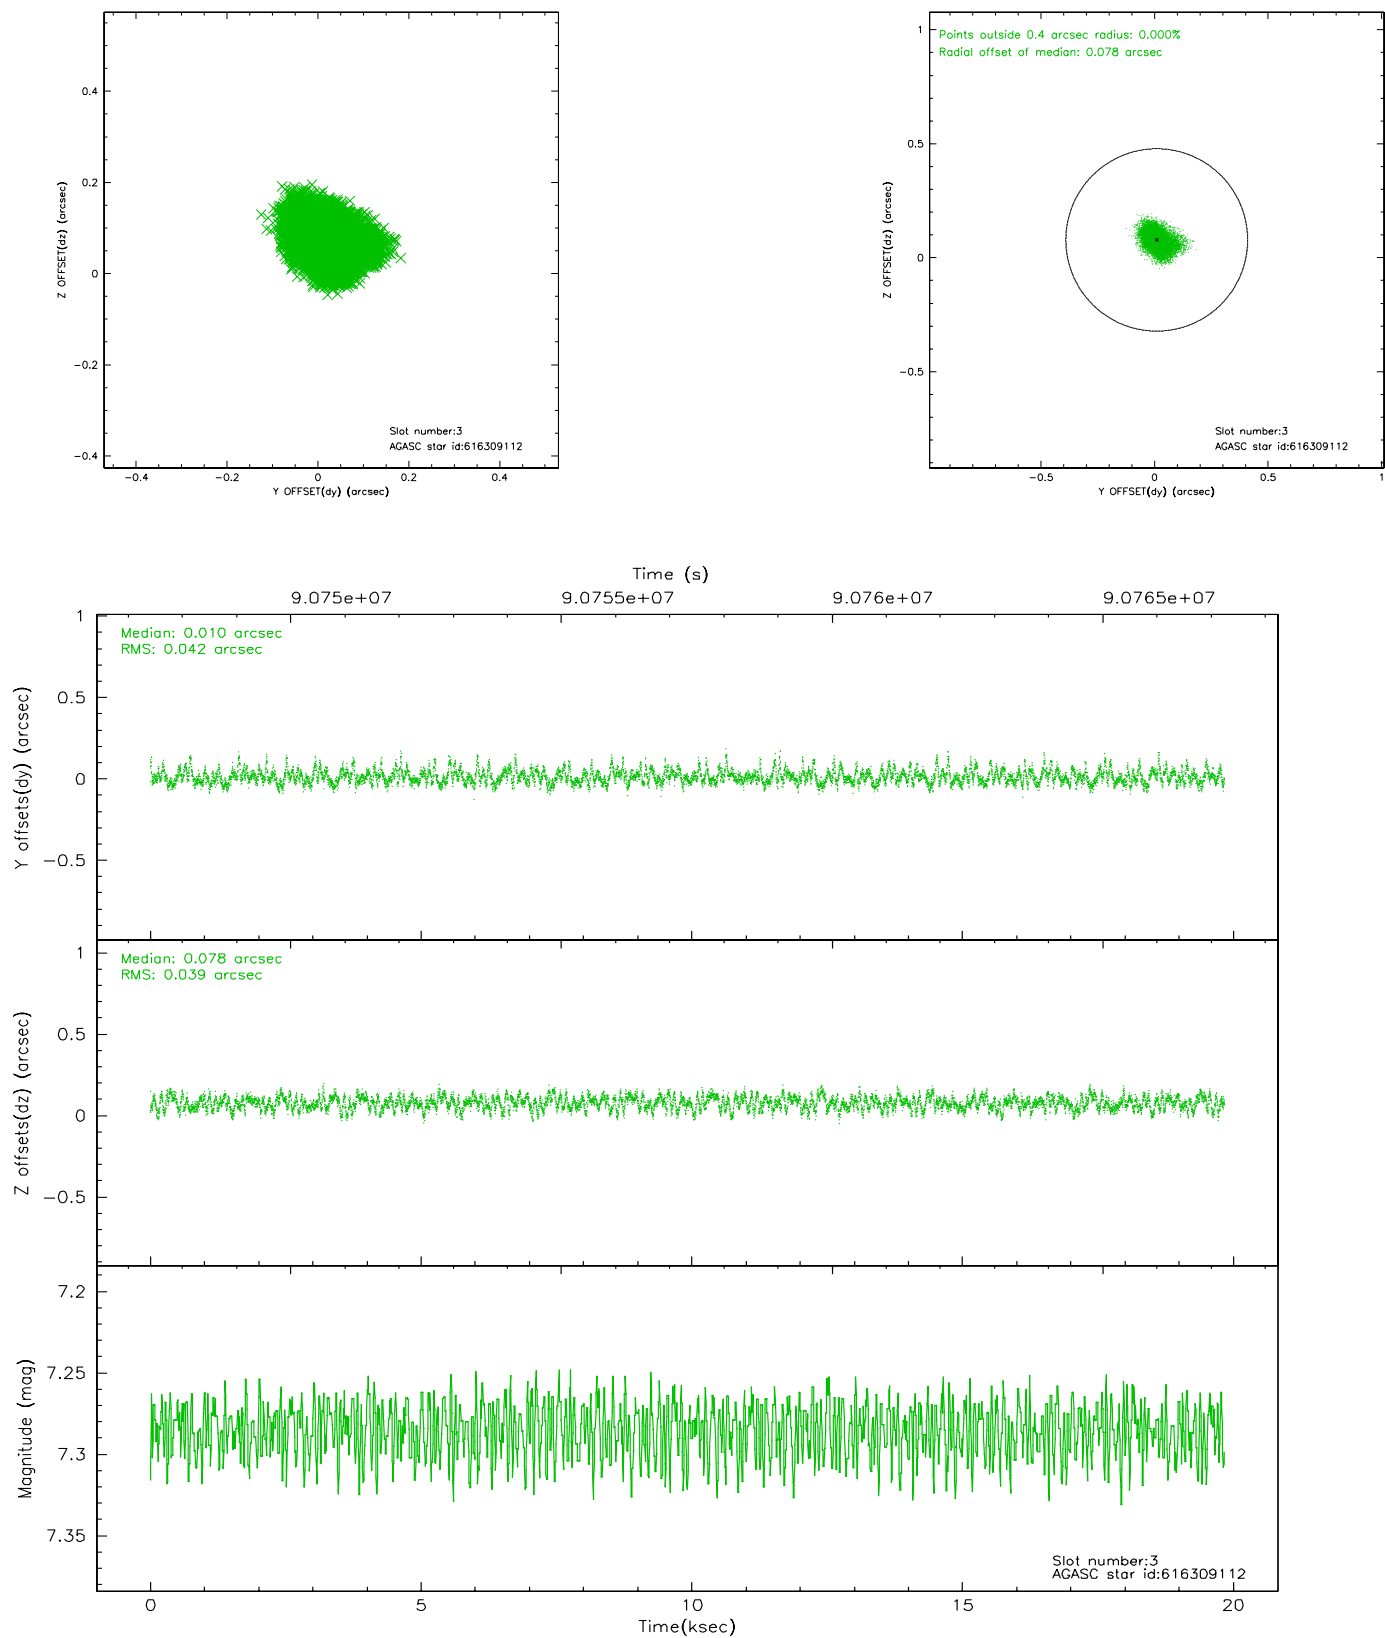 0.4
0.2
0
−0.2
−0.4
Z OFFSET(dz) (arcsec)
Slot number:3
AGASC star id:616309112
−0.4 −0.2 0 0.2 0.4
Y OFFSET(dy) (arcsec)
Points outside 0.4 arcsec radius: 0.000%
Radial offset of median: 0.078 arcsec
1
0.5
0
−0.5
Z OFFSET(dz) (arcsec)
Slot number:3
AGASC star id:616309112
−0.5 0 0.5 1
Y OFFSET(dy) (arcsec)
Time (s)
9.075e+07 9.0755e+07 9.076e+07 9.0765e+07
Median: 0.010 arcsec
RMS: 0.042 arcsec
1
0.5
0
−0.5
Y offsets(dy) (arcsec)
Median: 0.078 arcsec
RMS: 0.039 arcsec
1
0.5
0
−0.5
Z offsets(dz) (arcsec)
7.2
7.25
7.3
7.35
Magnitude (mag)
Slot number:3
AGASC star id:616309112
0 5 10 15 20
Time(ksec)